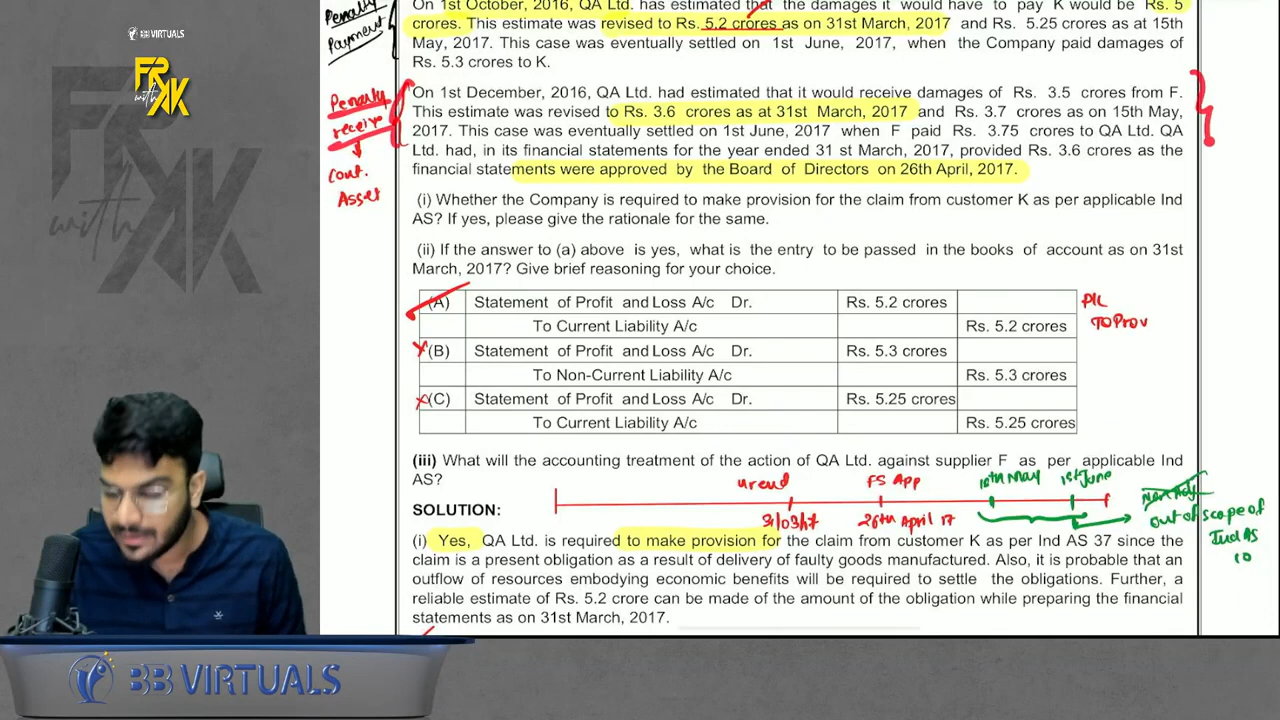 On 1st October, 2016, QA Ltd. has estimated that the damages it would have to pay K would be Rs. 5
crores. This estimate was revised to Rs. 5.2 crores as on 31st March, 2017 and Rs. 5.25 crores as at 15th
May, 2017. This case was eventually settled on 1st June, 2017, when the Company paid damages of
Rs. 5.3 crores to K.
Penalty
Payment
BB VIRTUALS
FR
with
AK
FR
with
AK
On 1st December, 2016, QA Ltd. had estimated that it would receive damages of Rs. 3.5 crores from F.
This estimate was revised to Rs. 3.6 crores as at 31st March, 2017 and Rs. 3.7 crores as on 15th May,
2017. This case was eventually settled on 1st June, 2017 when F paid Rs. 3.75 crores to QA Ltd. QA
Ltd. had, in its financial statements for the year ended 31 st March, 2017, provided Rs. 3.6 crores as the
financial statements were approved by the Board of Directors on 26th April, 2017.
Penalty
receive
Cont.
Asset
(i) Whether the Company is required to make provision for the claim from customer K as per applicable Ind
AS? If yes, please give the rationale for the same.
(ii) If the answer to (a) above is yes, what is the entry to be passed in the books of account as on 31st
March, 2017? Give brief reasoning for your choice.
(A) Statement of Profit and Loss A/c Dr. Rs. 5.2 crores
To Current Liability A/c Rs. 5.2 crores
(B) Statement of Profit and Loss A/c Dr. Rs. 5.3 crores
To Non-Current Liability A/c Rs. 5.3 crores
(C) Statement of Profit and Loss A/c Dr. Rs. 5.25 crores
To Current Liability A/c Rs. 5.25 crores
P/L
To Prov
(iii) What will the accounting treatment of the action of QA Ltd. against supplier F as per applicable Ind
AS?
FS App
1st June
31/03/17
26th April 17
out of scope of
Ind AS
10
SOLUTION:
(i) Yes, QA Ltd. is required to make provision for the claim from customer K as per Ind AS 37 since the
claim is a present obligation as a result of delivery of faulty goods manufactured. Also, it is probable that an
outflow of resources embodying economic benefits will be required to settle the obligations. Further, a
reliable estimate of Rs. 5.2 crore can be made of the amount of the obligation while preparing the financial
statements as on 31st March, 2017.
BB VIRTUALS